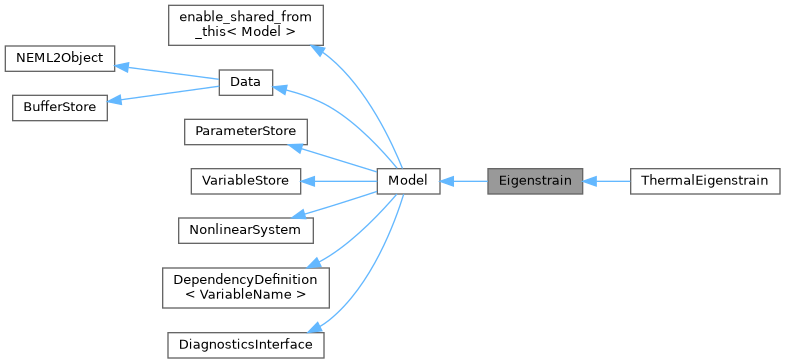 enable_shared_from
_this< Model >
NEML2Object
Data
BufferStore
ParameterStore
VariableStore
Model
Eigenstrain
ThermalEigenstrain
NonlinearSystem
DependencyDefinition
< VariableName >
DiagnosticsInterface